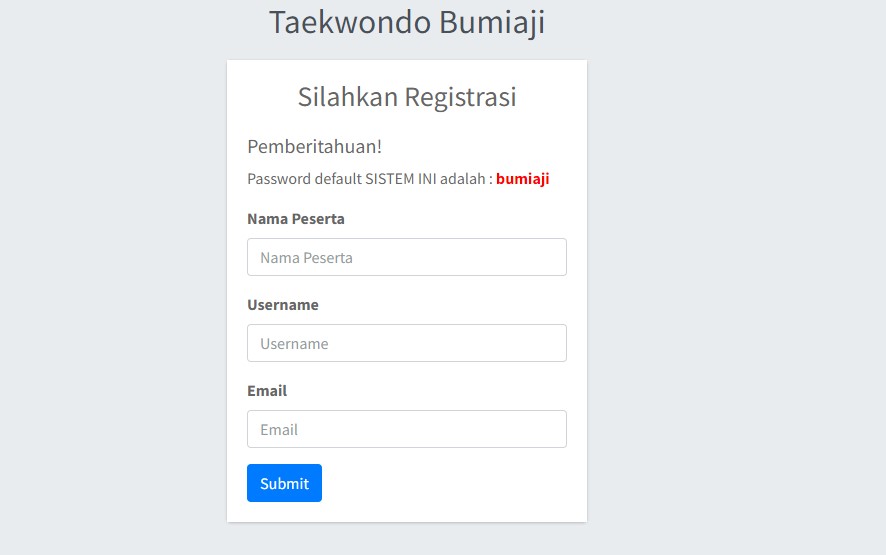 Taekwondo Bumiaji
Silahkan Registrasi
Pemberitahuan!
Password default SISTEM INI adalah : bumiaji
Nama Peserta
Nama Peserta
Username
Username
Email
Email
Submit